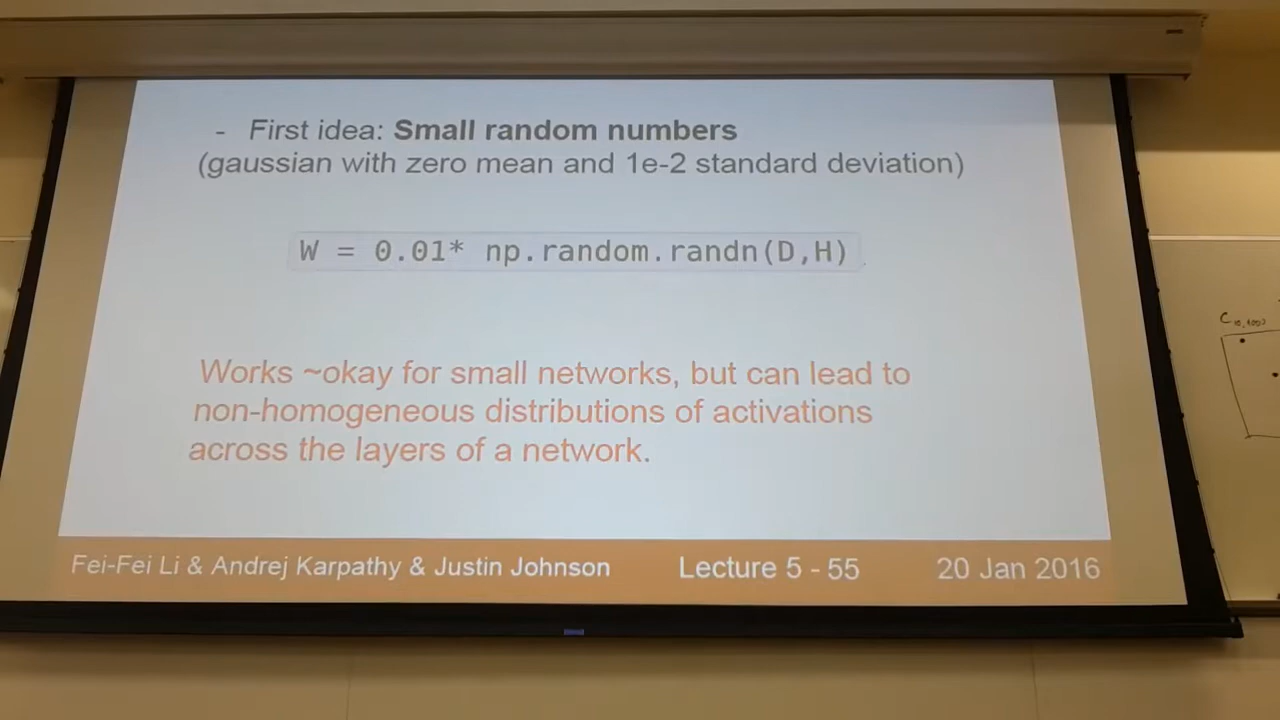 - First idea: Small random numbers
(gaussian with zero mean and 1e-2 standard deviation)
W = 0.01* np.random.randn(D,H)
Works ~okay for small networks, but can lead to
non-homogeneous distributions of activations
across the layers of a network.
Fei-Fei Li & Andrej Karpathy & Justin Johnson Lecture 5 - 55 20 Jan 2016